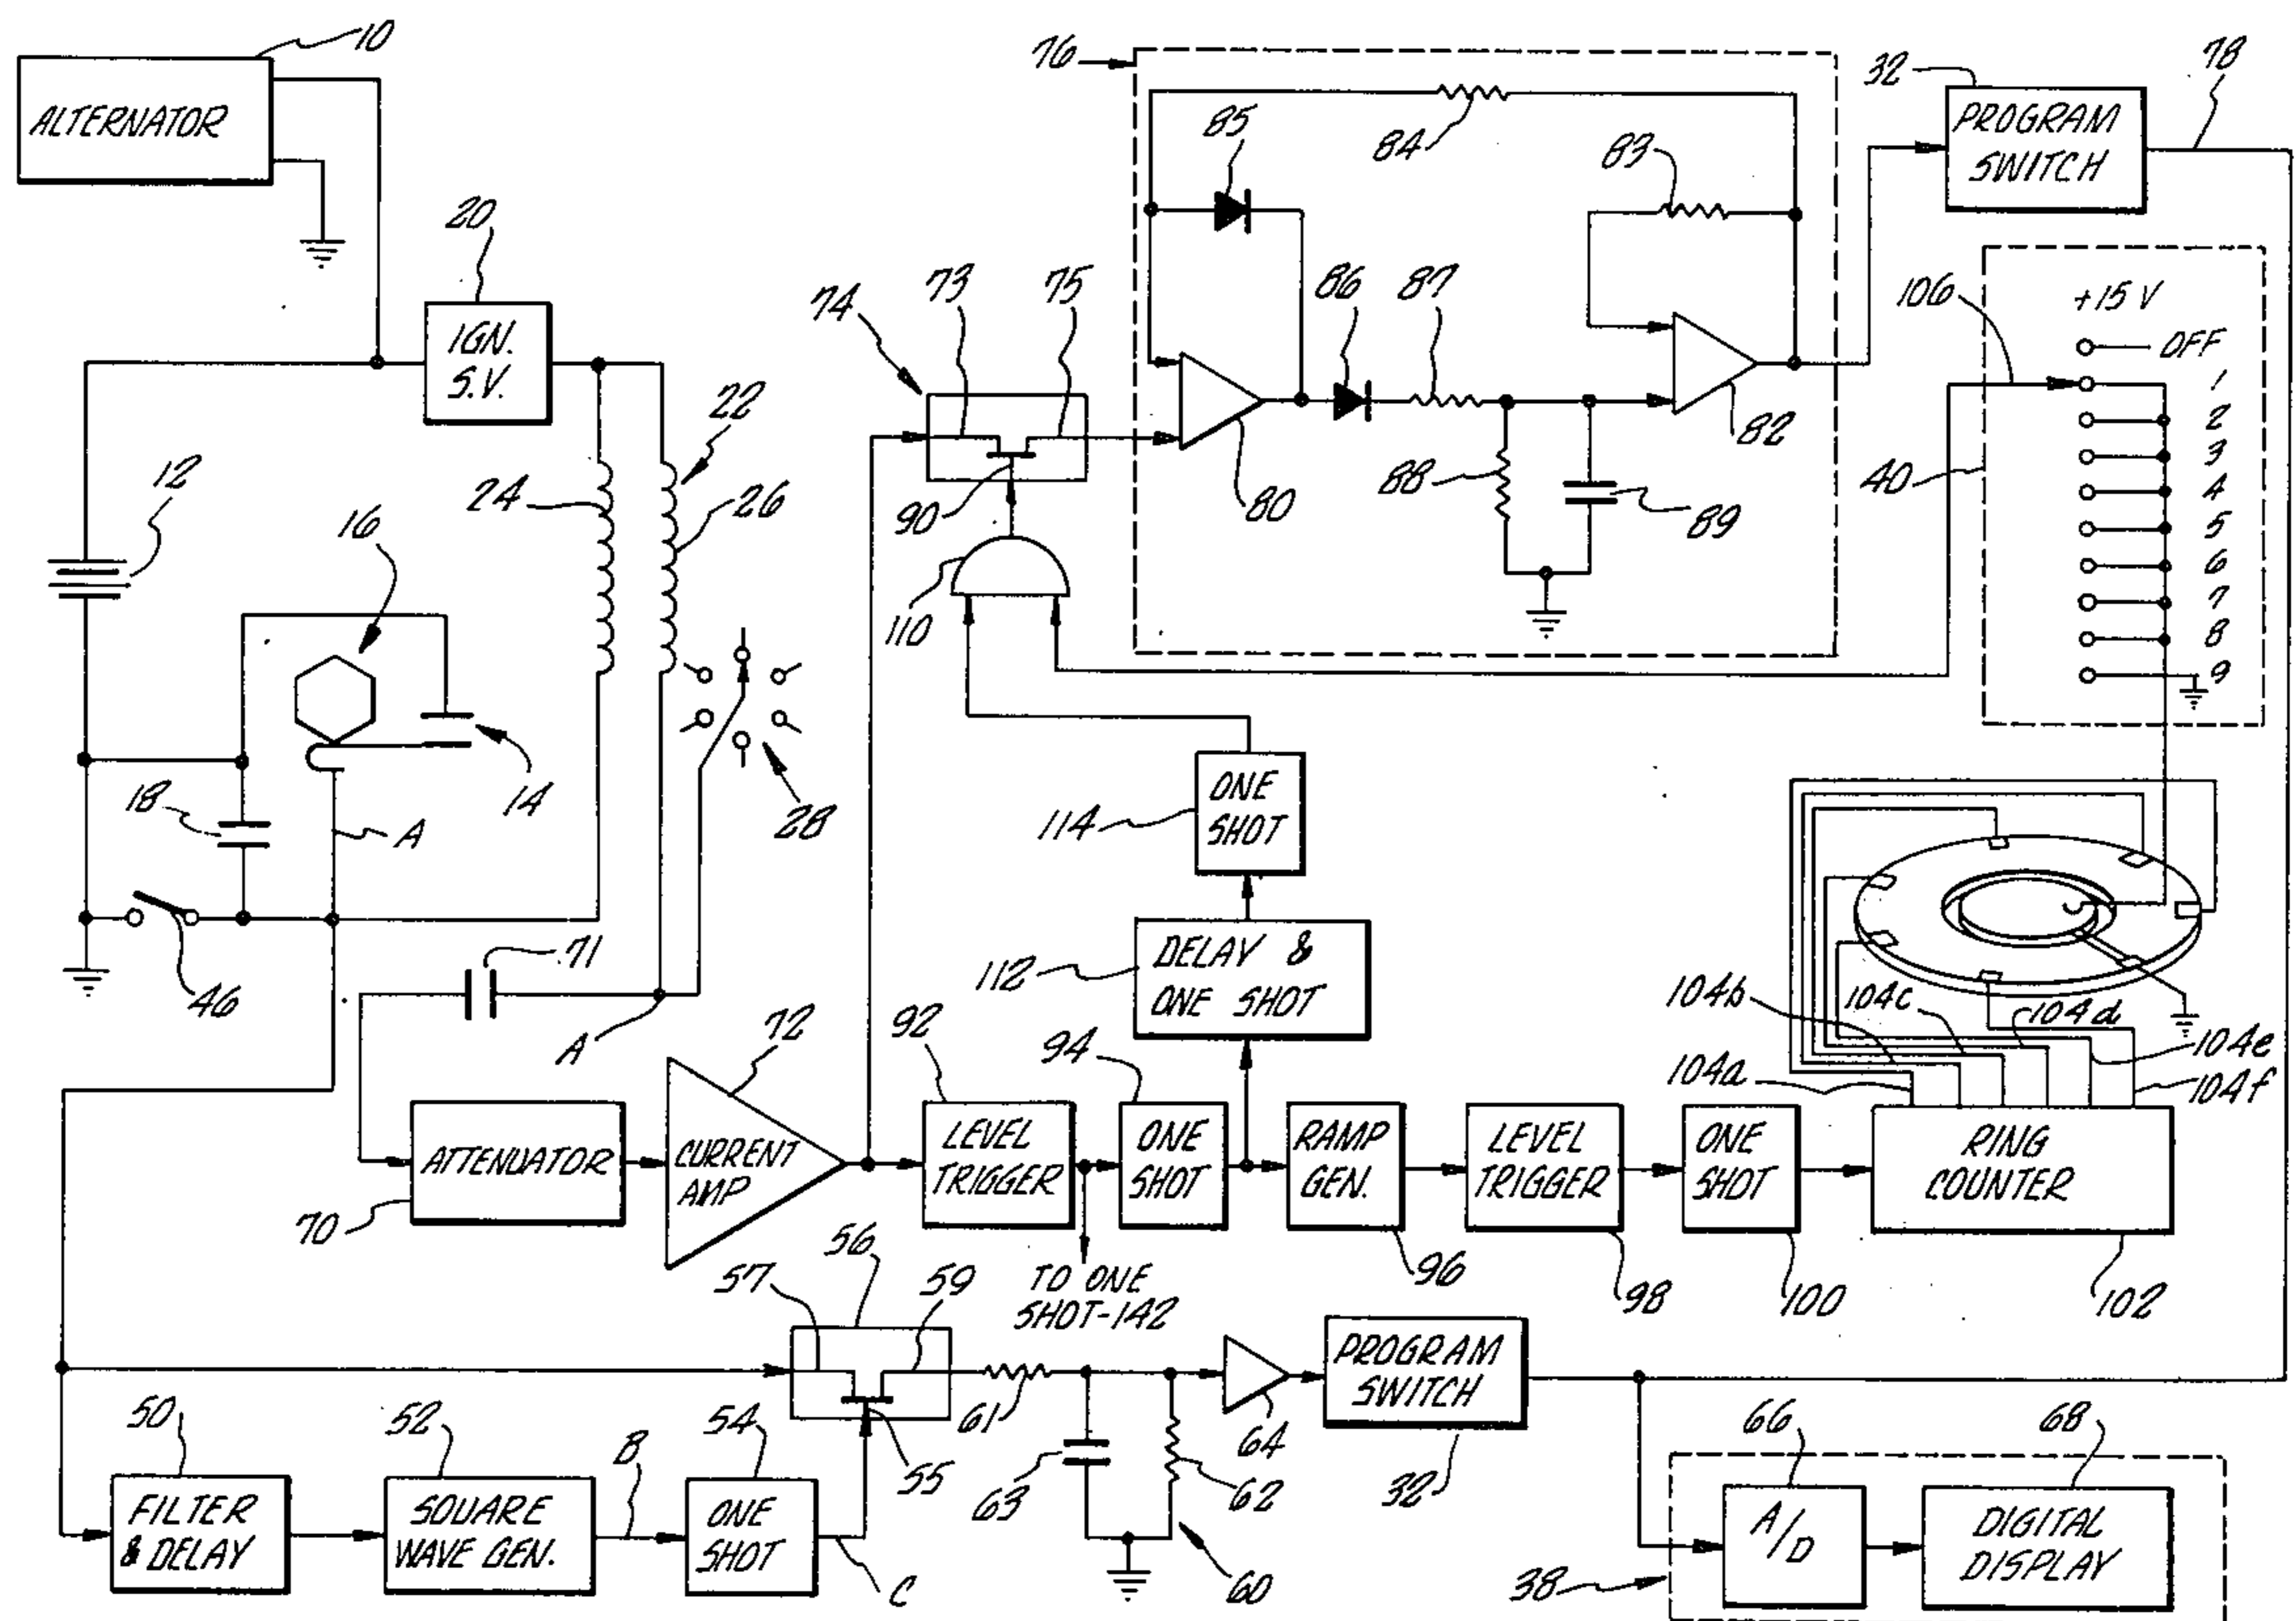 10
ALTERNATOR
76
84
85
83
32
PROGRAM
SWITCH
78
20
IGN.
S.V.
22
24
26
12
16
14
18
A
46
28
74
73
75
90
110
80
86
87
88
89
82
106
40
+15 V
OFF
1
2
3
4
5
6
7
8
9
114
ONE
SHOT
112
DELAY &
ONE SHOT
71
A
72
CURRENT
AMP
ATTENUATOR
70
92
LEVEL
TRIGGER
94
ONE
SHOT
TO ONE
SHOT-142
RAMP
GEN.
96
LEVEL
TRIGGER
98
ONE
SHOT
100
RING
COUNTER
102
104a
104b
104c
104d
104e
104f
56
57
59
55
61
63
62
60
64
PROGRAM
SWITCH
32
50
FILTER
& DELAY
52
SQUARE
WAVE GEN.
B
54
ONE
SHOT
C
38
66
A/D
68
DIGITAL
DISPLAY